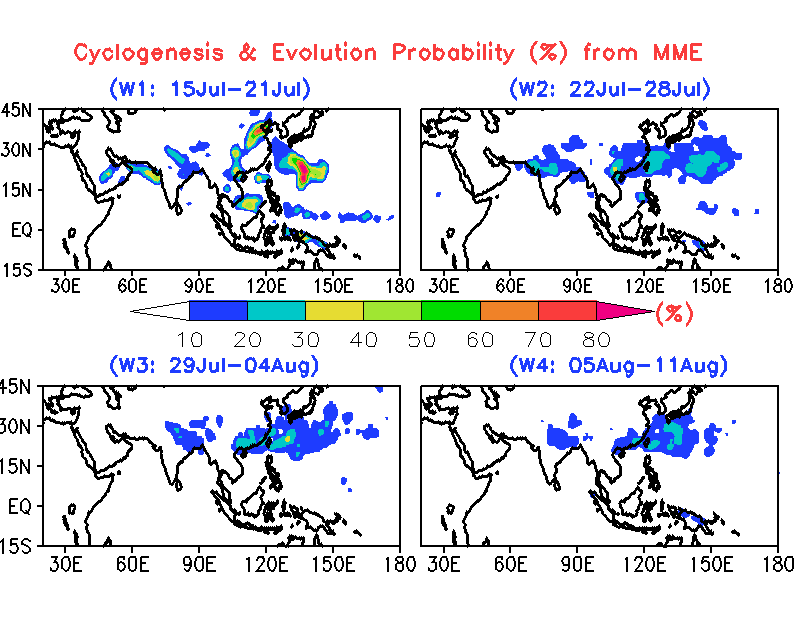 Cyclogenesis & Evolution Probability (%) from MME
(W1: 15Jul-21Jul) (W2: 22Jul-28Jul)
45N
30N
15N
EQ
15S
30E 60E 90E 120E 150E 180 30E 60E 90E 120E 150E 180
10 20 30 40 50 60 70 80 (%)
(W3: 29Jul-04Aug) (W4: 05Aug-11Aug)
45N
30N
15N
EQ
15S
30E 60E 90E 120E 150E 180 30E 60E 90E 120E 150E 180